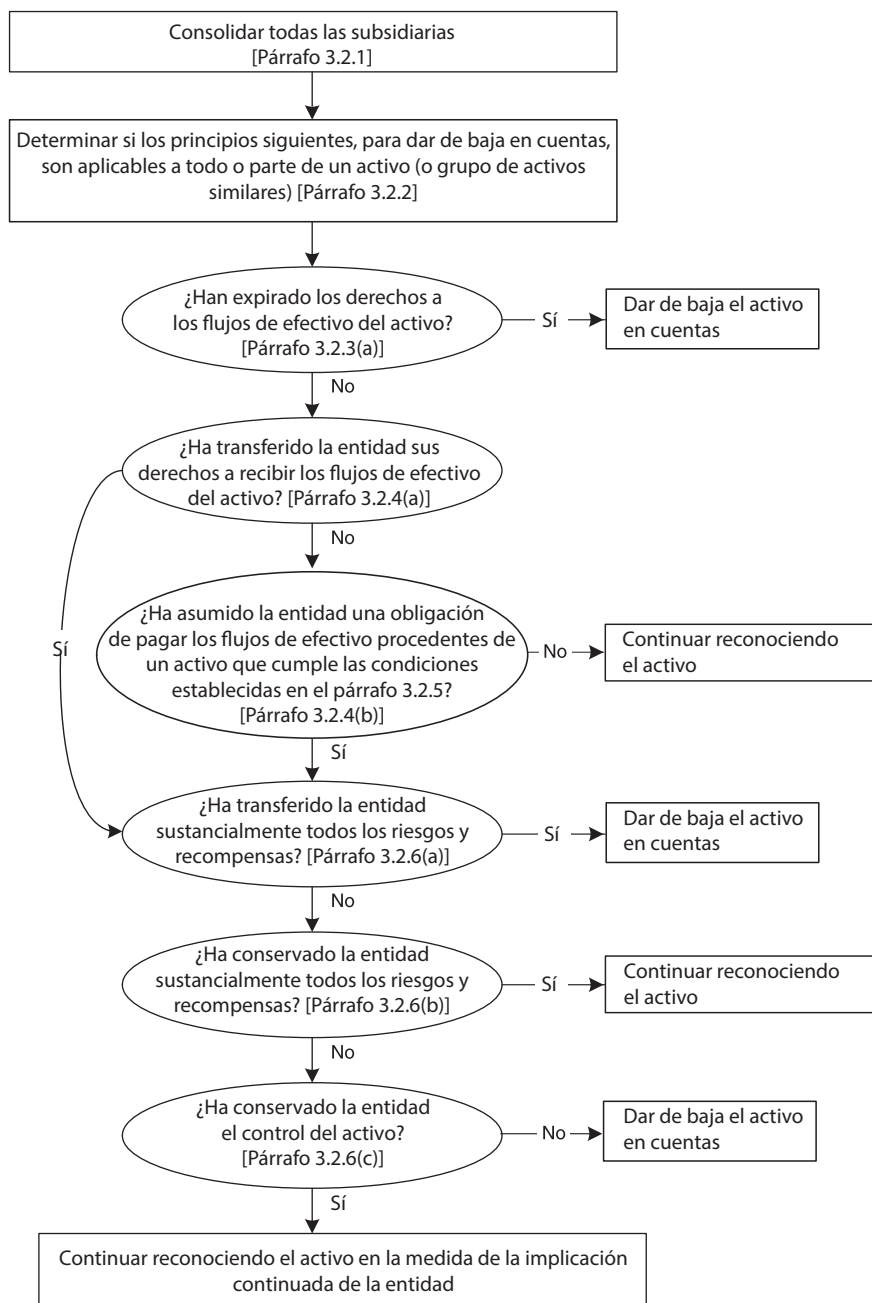 Consolidar todas las subsidiarias
[Párrafo 3.2.1]
Determinar si los principios siguientes, para dar de baja en cuentas,
son aplicables a todo o parte de un activo (o grupo de activos
similares) [Párrafo 3.2.2]
¿Han expirado los derechos a
los flujos de efectivo del activo?
[Párrafo 3.2.3(a)]
Sí
Dar de baja el activo
en cuentas
No
¿Ha transferido la entidad sus
derechos a recibir los flujos de efectivo
del activo? [Párrafo 3.2.4(a)]
No
Sí
¿Ha asumido la entidad una obligación
de pagar los flujos de efectivo procedentes de
un activo que cumple las condiciones
establecidas en el párrafo 3.2.5?
[Párrafo 3.2.4(b)]
No
Continuar reconociendo
el activo
Sí
¿Ha transferido la entidad
sustancialmente todos los riesgos y
recompensas? [Párrafo 3.2.6(a)]
Sí
Dar de baja el activo
en cuentas
No
¿Ha conservado la entidad
sustancialmente todos los riesgos y
recompensas? [Párrafo 3.2.6(b)]
Sí
Continuar reconociendo
el activo
No
¿Ha conservado la entidad
el control del activo?
[Párrafo 3.2.6(c)]
No
Dar de baja el activo
en cuentas
Sí
Continuar reconociendo el activo en la medida de la implicación
continuada de la entidad